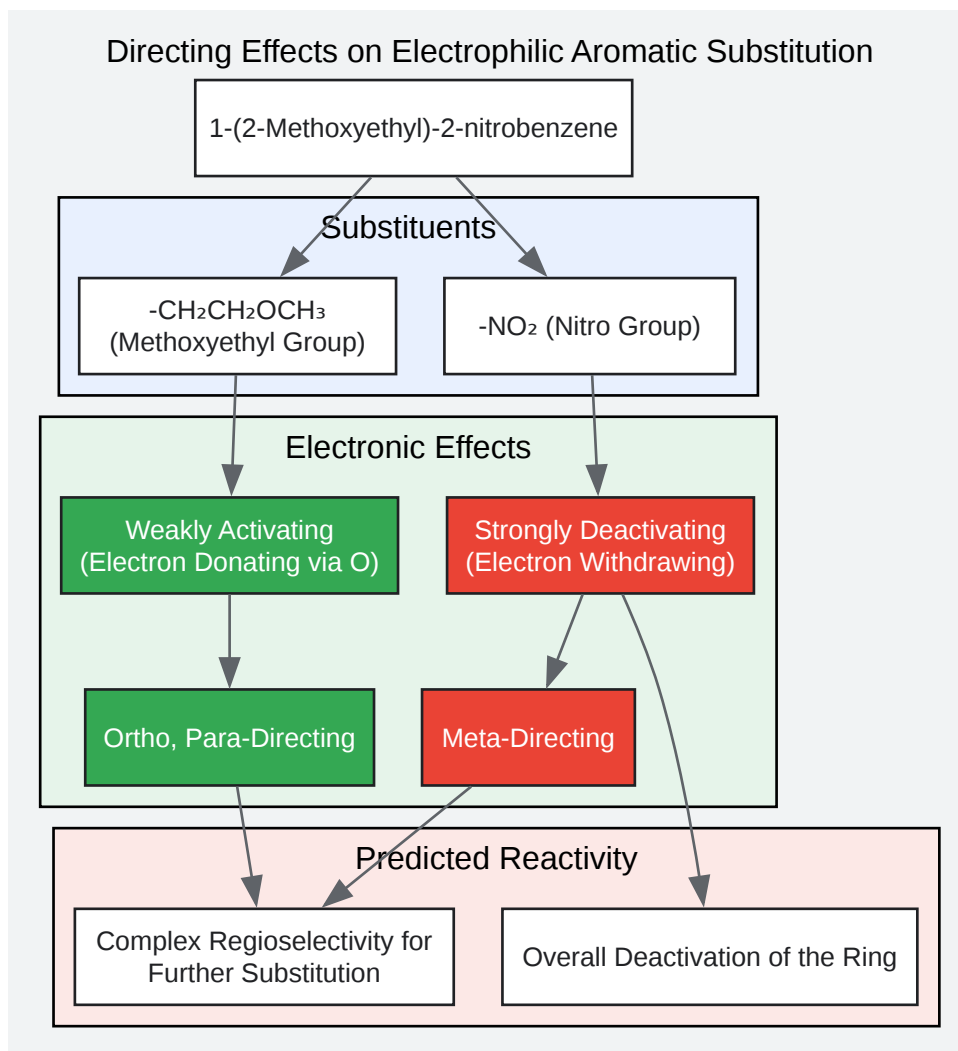 Directing Effects on Electrophilic Aromatic Substitution
1-(2-Methoxyethyl)-2-nitrobenzene
Substituents
-CH₂CH₂OCH₃
(Methoxyethyl Group)
-NO₂ (Nitro Group)
Electronic Effects
Weakly Activating
(Electron Donating via O)
Strongly Deactivating
(Electron Withdrawing)
Ortho, Para-Directing
Meta-Directing
Predicted Reactivity
Complex Regioselectivity for
Further Substitution
Overall Deactivation of the Ring